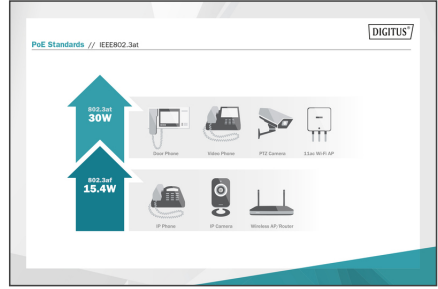 DIGITUS®
PoE Standards // IEEE802.3at
802.3at
30W
Door Phone
Video Phone
PTZ Camera
11ac Wi-Fi AP
802.3af
15.4W
IP Phone
IP Camera
Wireless AP/Router